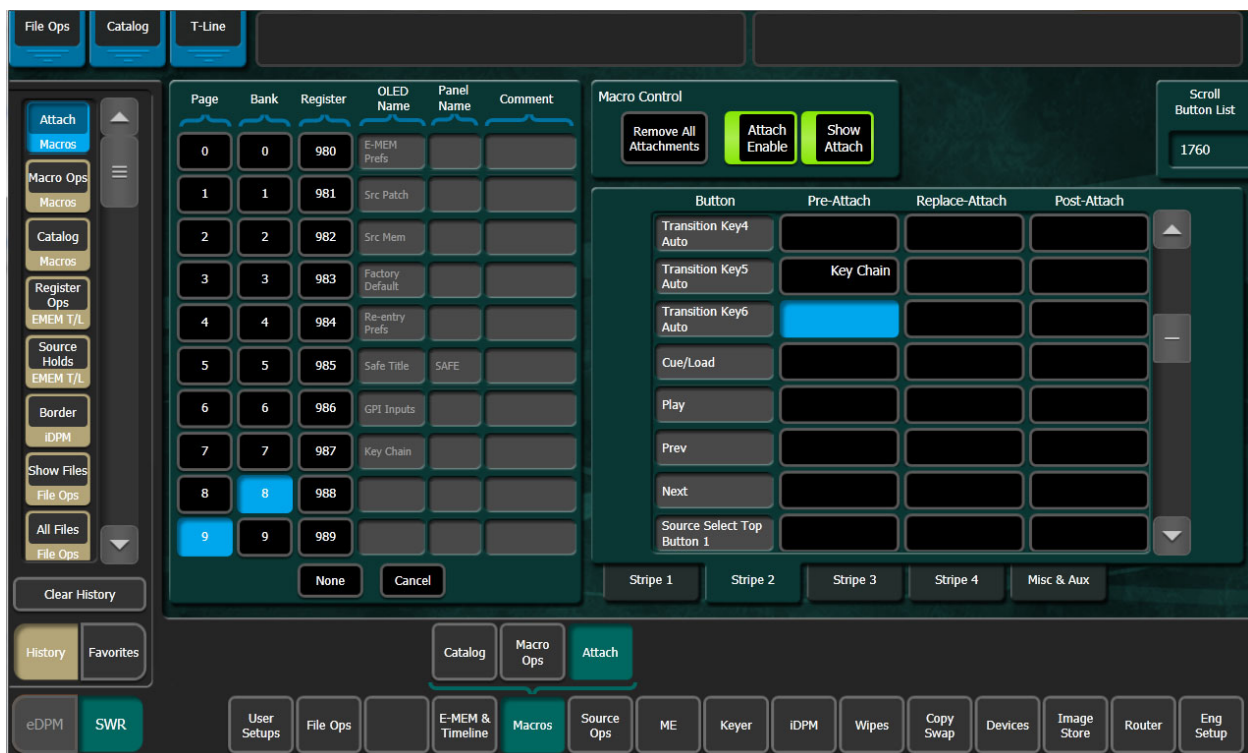 File Ops
Catalog
T-Line
Attach
Macros
Macro Ops
Macros
Catalog
Macros
Register
Ops
EMEM T/L
Source
Holds
EMEM T/L
Border
iDPM
Show Files
File Ops
All Files
File Ops
Clear History
History
Favorites
Page
Bank
Register
OLED
Name
Panel
Name
Comment
0
0
980
E-MEM
Prefs
1
1
981
Src Patch
2
2
982
Src Mem
3
3
983
Factory
Default
4
4
984
Re-entry
Prefs
5
5
985
Safe Title
SAFE
6
6
986
GPI Inputs
7
7
987
Key Chain
8
8
988
9
9
989
None
Cancel
Macro Control
Remove All
Attachments
Attach
Enable
Show
Attach
Scroll
Button List
1760
Button
Pre-Attach
Replace-Attach
Post-Attach
Transition Key4
Auto
Transition Key5
Auto
Key Chain
Transition Key6
Auto
Cue/Load
Play
Prev
Next
Source Select Top
Button 1
Stripe 1
Stripe 2
Stripe 3
Stripe 4
Misc & Aux
Catalog
Macro
Ops
Attach
eDPM
SWR
User
Setups
File Ops
E-MEM &
Timeline
Macros
Source
Ops
ME
Keyer
iDPM
Wipes
Copy
Swap
Devices
Image
Store
Router
Eng
Setup